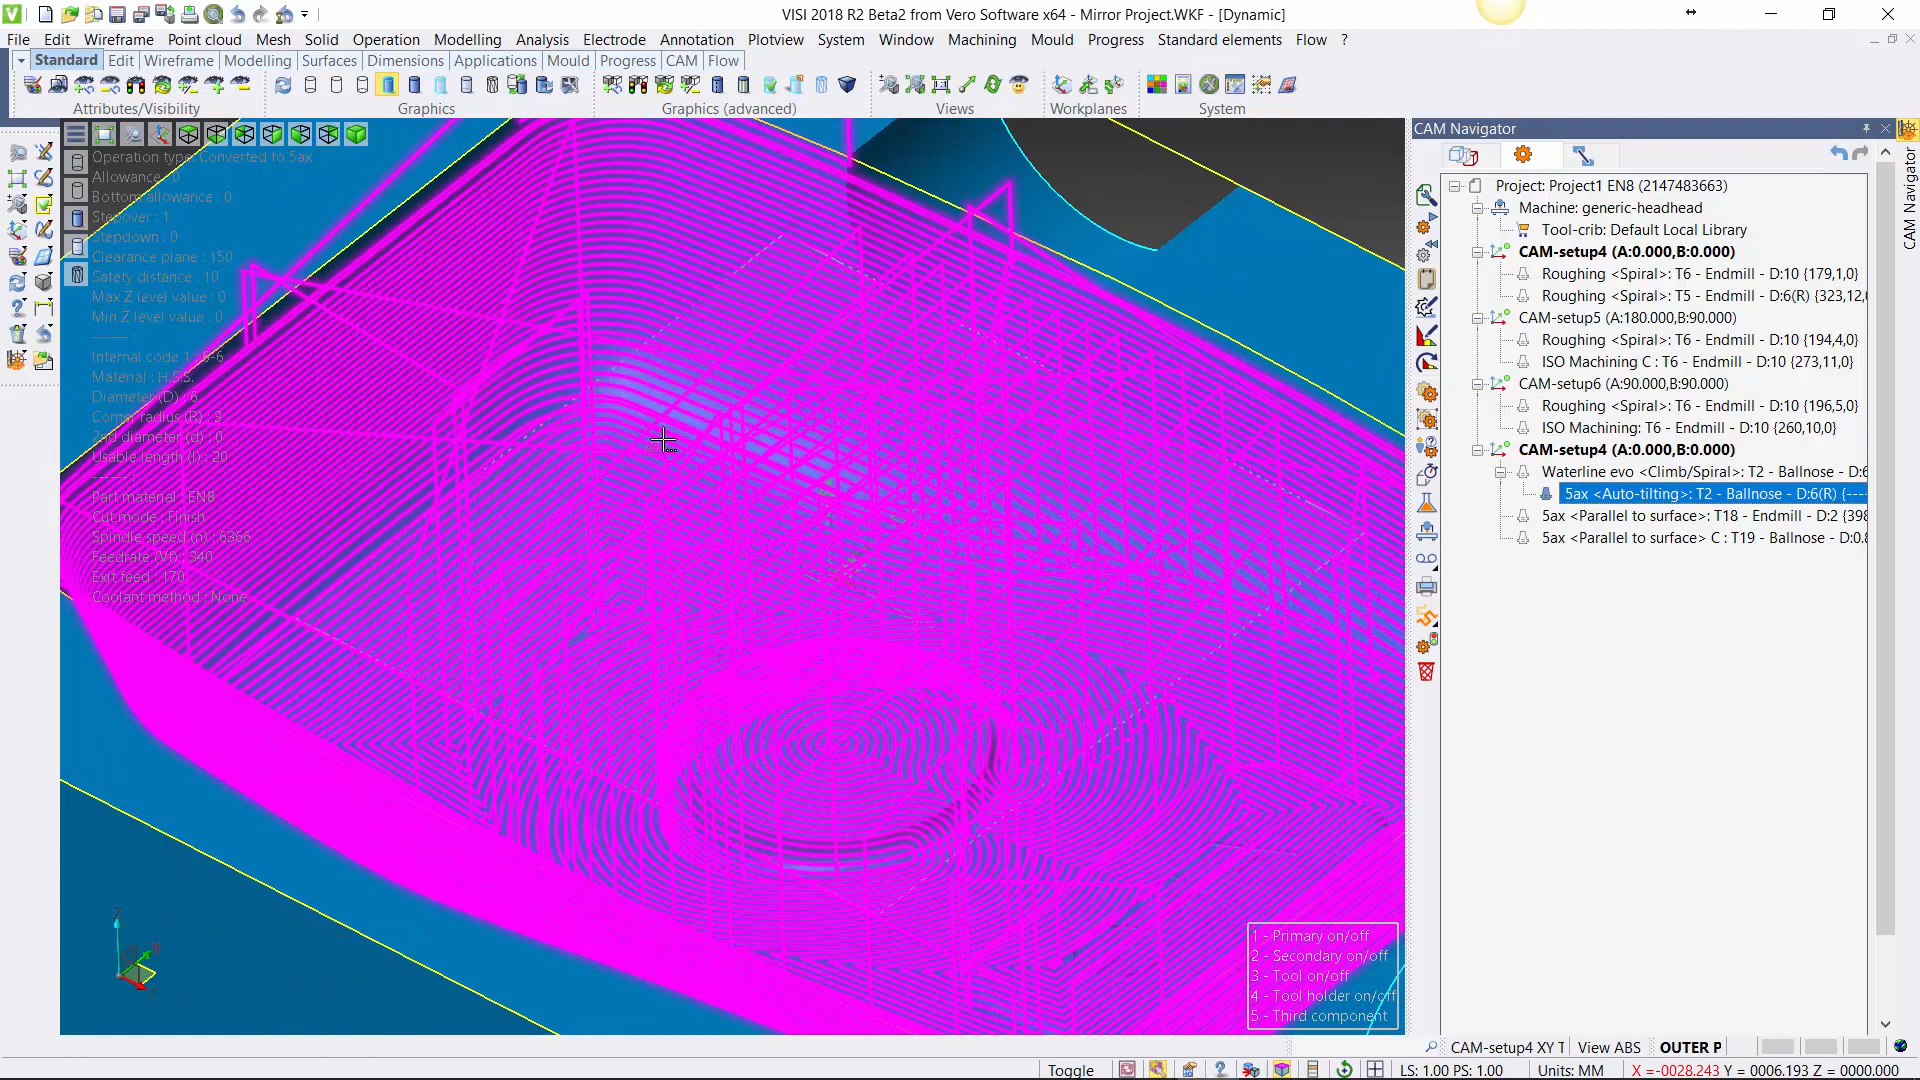 VISI 2018 R2 Beta2 from Vero Software x64 - Mirror Project.WKF - [Dynamic]
File Edit Wireframe Point cloud Mesh Solid Operation Modelling Analysis Electrode Annotation Plotview System Window Machining Mould Progress Standard elements Flow ?
Standard Edit Wireframe Modelling Surfaces Dimensions Applications Mould Progress CAM Flow
Attributes/Visibility Graphics Graphics (advanced) Views Workplanes System
CAM Navigator
CAM Navigator
Operation type: Converted to 5ax
Allowance : 0
Bottom allowance : 0
Stepover : 1
Stepdown : 0
Clearance plane : 150
Safety distance : 10
Max Z level value : 0
Min Z level value : 0
------- :
Internal code 1 : 6-6
Material : H.S.S.
Diameter (D) : 6
Corner radius (R) : 3
2nd diameter (d) : 0
Usable length (l) : 20
------- :
Part material : EN8
Cut mode : Finish
Spindle speed (n) : 6366
Feedrate (Vf) : 340
Exit feed : 170
Coolant method : None
Project: Project1 EN8 (2147483663)
Machine: generic-headhead
Tool-crib: Default Local Library
CAM-setup4 (A:0.000,B:0.000)
Roughing <Spiral>: T6 - Endmill - D:10 {179,1,0}
Roughing <Spiral>: T5 - Endmill - D:6(R) {323,12,
CAM-setup5 (A:180.000,B:90.000)
Roughing <Spiral>: T6 - Endmill - D:10 {194,4,0}
ISO Machining C : T6 - Endmill - D:10 {273,11,0}
CAM-setup6 (A:90.000,B:90.000)
Roughing <Spiral>: T6 - Endmill - D:10 {196,5,0}
ISO Machining: T6 - Endmill - D:10 {260,10,0}
CAM-setup4 (A:0.000,B:0.000)
Waterline evo <Climb/Spiral>: T2 - Ballnose - D:6
5ax <Auto-tilting>: T2 - Ballnose - D:6(R) {----
5ax <Parallel to surface>: T18 - Endmill - D:2 {398
5ax <Parallel to surface> C : T19 - Ballnose - D:0.8
1 - Primary on/off
2 - Secondary on/off
3 - Tool on/off
4 - Tool holder on/off
5 - Third component
Z
CAM-setup4 XY T View ABS OUTER P
Toggle LS: 1.00 PS: 1.00 Units: MM X =-0028.243 Y = 0006.193 Z = 0000.000